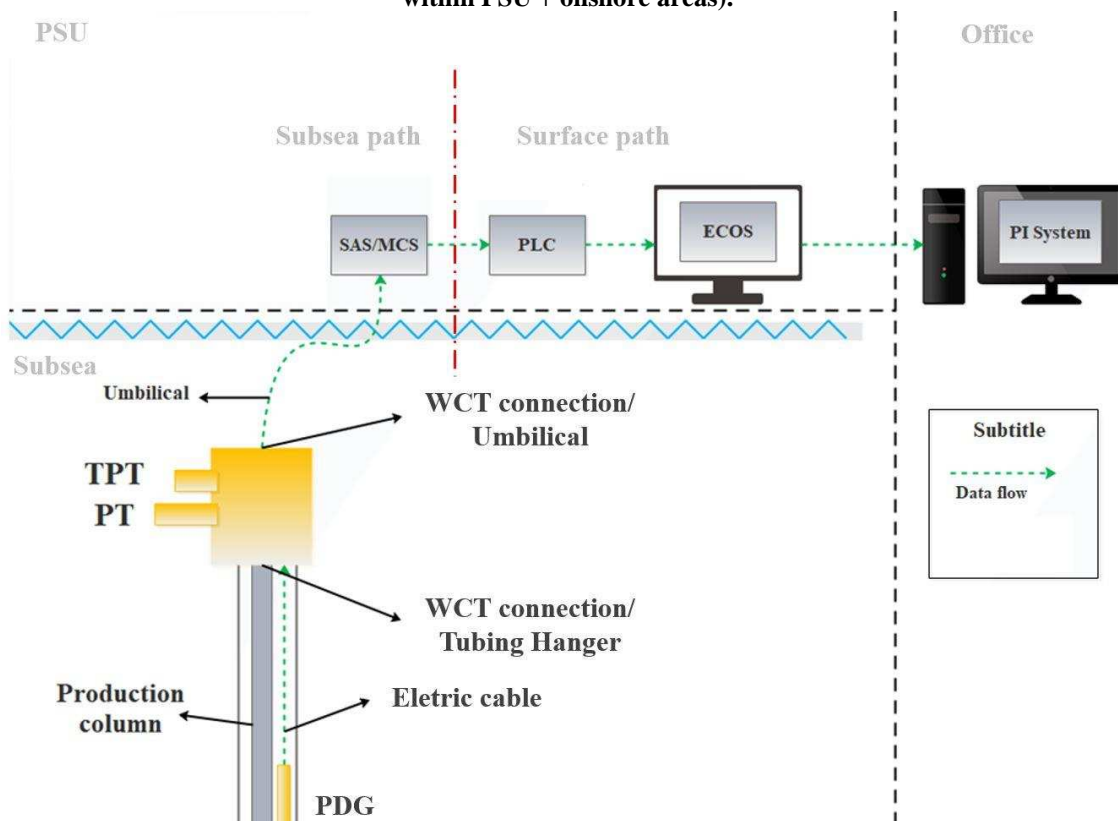 within PSU + onshore areas).
PSU
Office
Subsea path
Surface path
SAS/MCS
PLC
ECOS
PI System
Subsea
Umbilical
WCT connection/
Umbilical
TPT
PT
Subtitle
Data flow
WCT connection/
Tubing Hanger
Production
column
Eletric cable
PDG